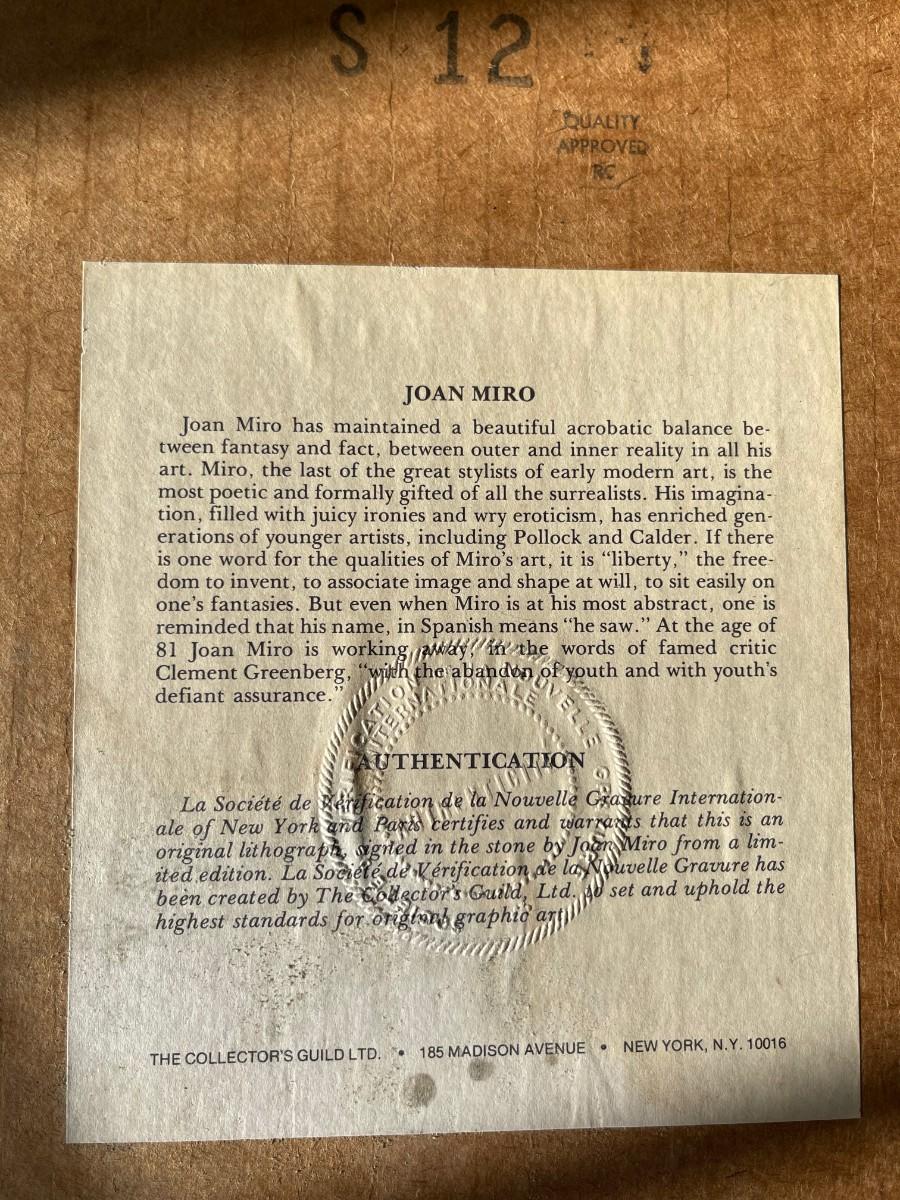 S 12
QUALITY
APPROVED
RC
JOAN MIRO
Joan Miro has maintained a beautiful acrobatic balance be-
tween fantasy and fact, between outer and inner reality in all his
art. Miro, the last of the great stylists of early modern art, is the
most poetic and formally gifted of all the surrealists. His imagina-
tion, filled with juicy ironies and wry eroticism, has enriched gen-
erations of younger artists, including Pollock and Calder. If there
is one word for the qualities of Miro's art, it is “liberty,” the free-
dom to invent, to associate image and shape at will, to sit easily on
one's fantasies. But even when Miro is at his most abstract, one is
reminded that his name, in Spanish means “he saw.” At the age of
81 Joan Miro is working away, in the words of famed critic
Clement Greenberg, “with the abandon of youth and with youth's
defiant assurance.”
AUTHENTICATION
La Société de Vérification de la Nouvelle Gravure Internation-
ale of New York and Paris certifies and warrants that this is an
original lithograph, signed in the stone by Joan Miro from a lim-
ited edition. La Société de Vérification de la Nouvelle Gravure has
been created by The Collector's Guild, Ltd. to set and uphold the
highest standards for original graphic art.
THE COLLECTOR'S GUILD LTD. • 185 MADISON AVENUE • NEW YORK, N.Y. 10016